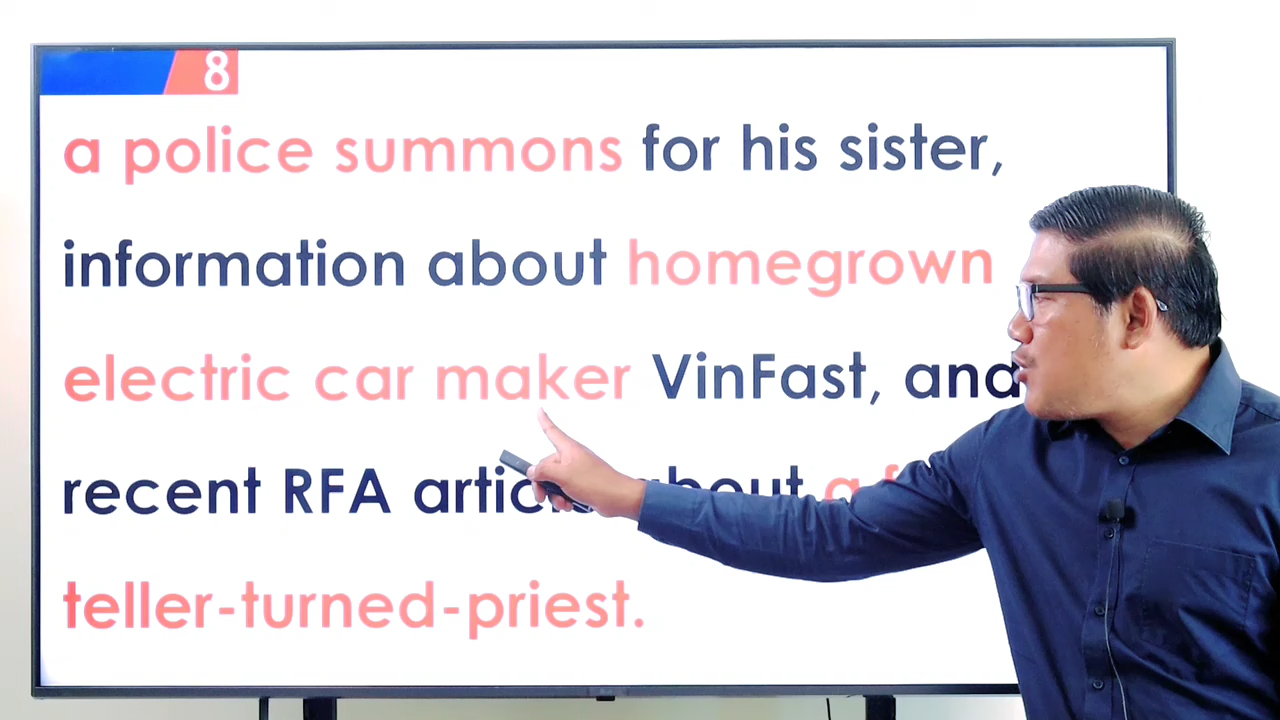 8
a police summons for his sister,
information about homegrown
electric car maker VinFast, and
recent RFA about a
teller-turned-priest.